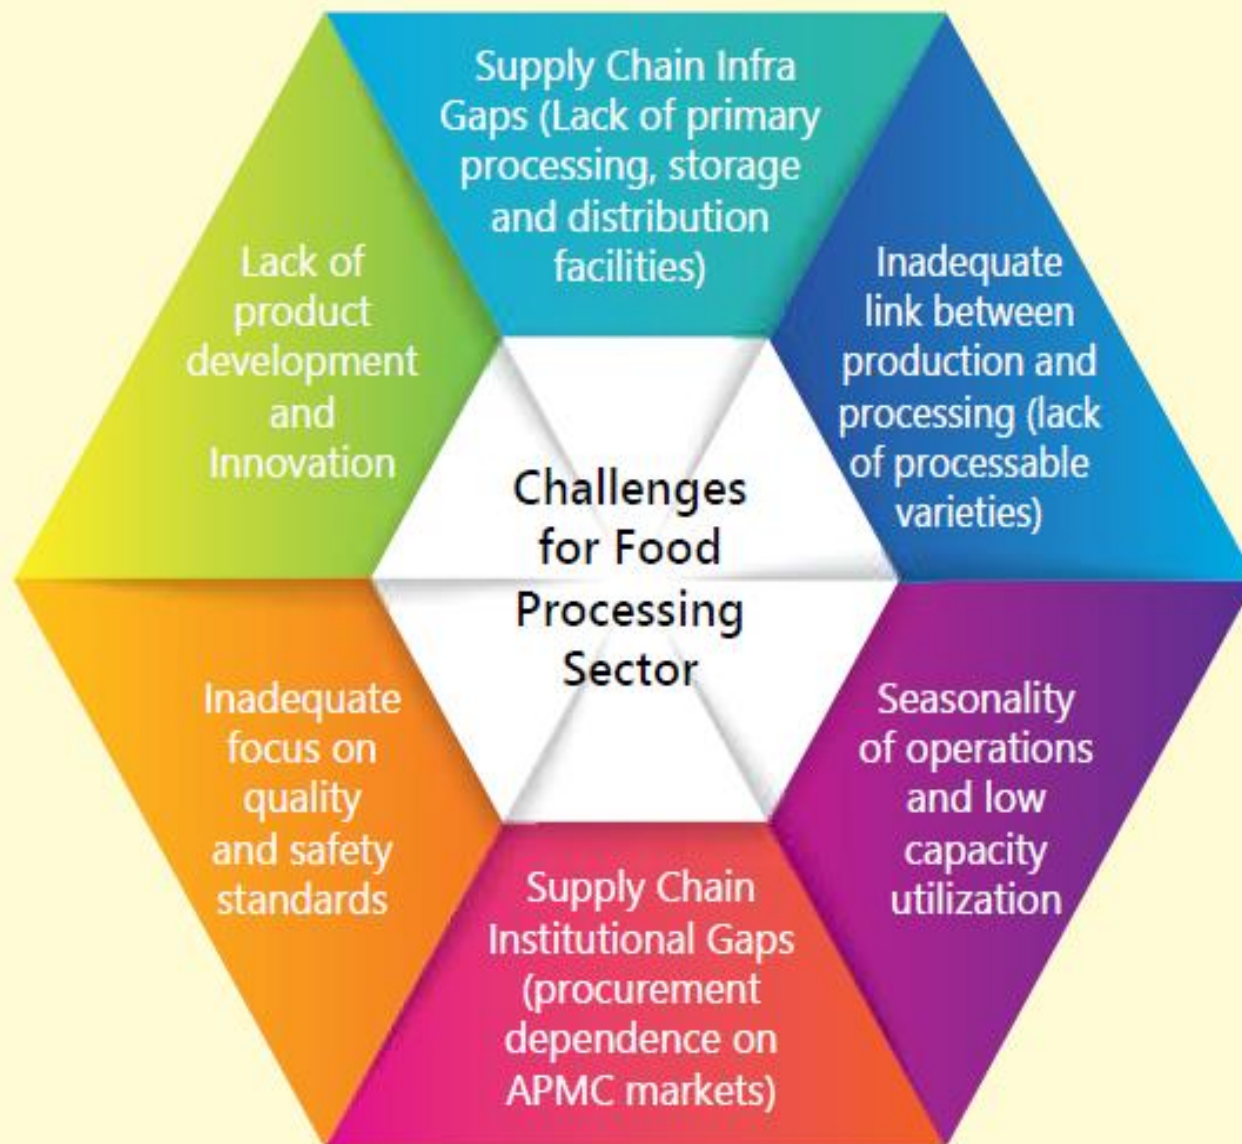 Supply Chain Infra
Gaps (Lack of primary
processing, storage
and distribution
facilities)
Inadequate
link between
production and
processing (lack
of processable
varieties)
Seasonality
of operations
and low
capacity
utilization
Supply Chain
Institutional Gaps
(procurement
dependence on
APMC markets)
Inadequate
focus on
quality
and safety
standards
Lack of
product
development
and
Innovation
Challenges
for Food
Processing
Sector